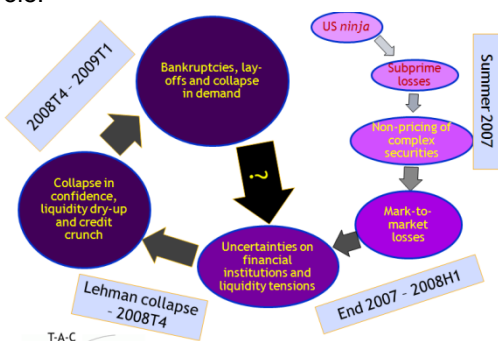 US ninja
Subprime
losses
Non-pricing of
complex
securities
Mark-to-
market
losses
Summer 2007
End 2007 – 2008H1
Uncertainties on
financial
institutions and
liquidity tensions
Lehman collapse
– 2008T4
Collapse in
confidence,
liquidity dry-up
and credit
crunch
2008T4 – 2009T1
Bankruptcies, lay-
offs and collapse
in demand
?
T-A-C